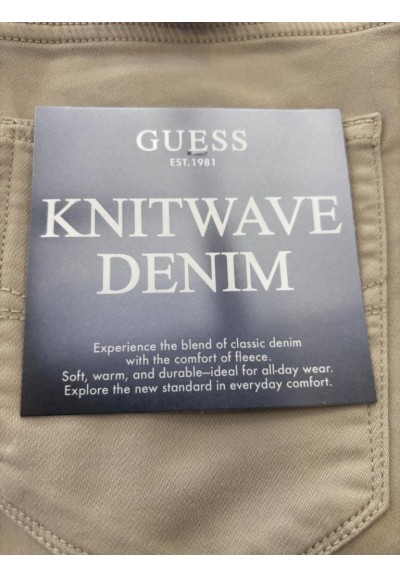 GUESS
EST.1981
KNITWAVE
DENIM
Experience the blend of classic denim
with the comfort of fleece.
Soft, warm, and durable—ideal for all-day wear.
Explore the new standard in everyday comfort.